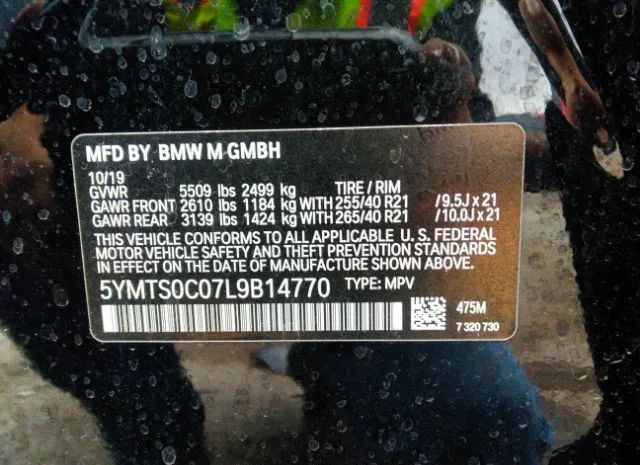 MFD BY BMW M GMBH
10/19
GVWR 5509 lbs 2499 kg TIRE / RIM
GAWR FRONT 2610 lbs 1184 kg WITH 255/40 R21 /9.5J x 21
GAWR REAR 3139 lbs 1424 kg WITH 265/40 R21 /10.0J x 21
THIS VEHICLE CONFORMS TO ALL APPLICABLE U. S. FEDERAL
MOTOR VEHICLE SAFETY AND THEFT PREVENTION STANDARDS
IN EFFECT ON THE DATE OF MANUFACTURE SHOWN ABOVE.
5YMTS0C07L9B14770 TYPE: MPV
475M
7 320 730